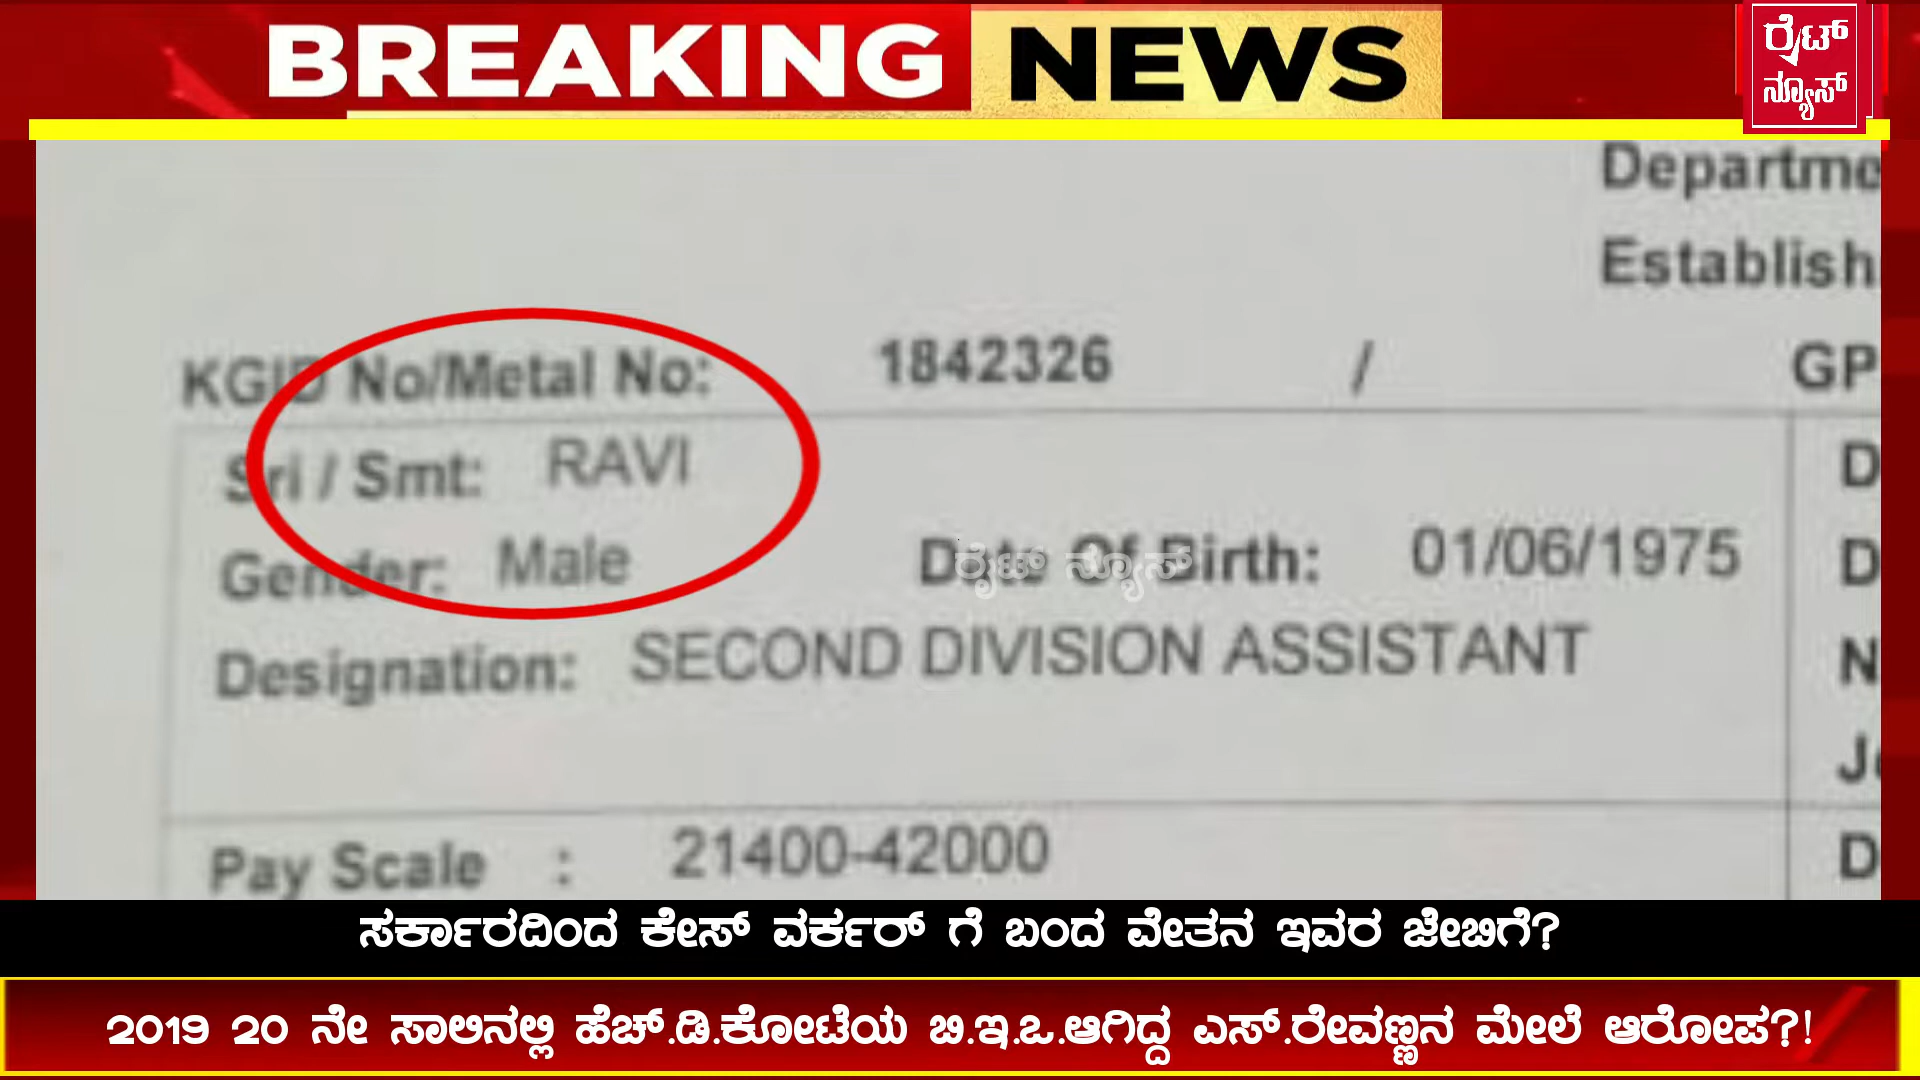 BREAKING NEWS
ರೈಟ್
ನ್ಯೂಸ್
Departme
Establish
KGID No/Metal No: 1842326 / GP
Sri / Smt: RAVI D
Gender: Male Date Of Birth: 01/06/1975 D
ರೈಟ್ ನ್ಯೂಸ್
Designation: SECOND DIVISION ASSISTANT N
J
Pay Scale : 21400-42000 D
ಸರ್ಕಾರದಿಂದ ಕೇಸ್ ವರ್ಕರ್ ಗೆ ಬಂದ ವೇತನ ಇವರ ಜೇಬಿಗೆ?
2019 20 ನೇ ಸಾಲಿನಲ್ಲಿ ಹೆಚ್.ಡಿ.ಕೋಟೆಯ ಬಿ.ಇ.ಒ.ಆಗಿದ್ದ ಎಸ್.ರೇವಣ್ಣನ ಮೇಲೆ ಆರೋಪ?!